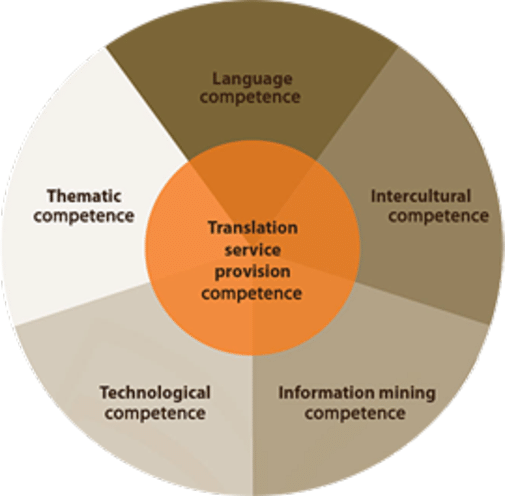 Language
competence
Thematic
competence
Intercultural
competence
Translation
service
provision
competence
Technological
competence
Information mining
competence